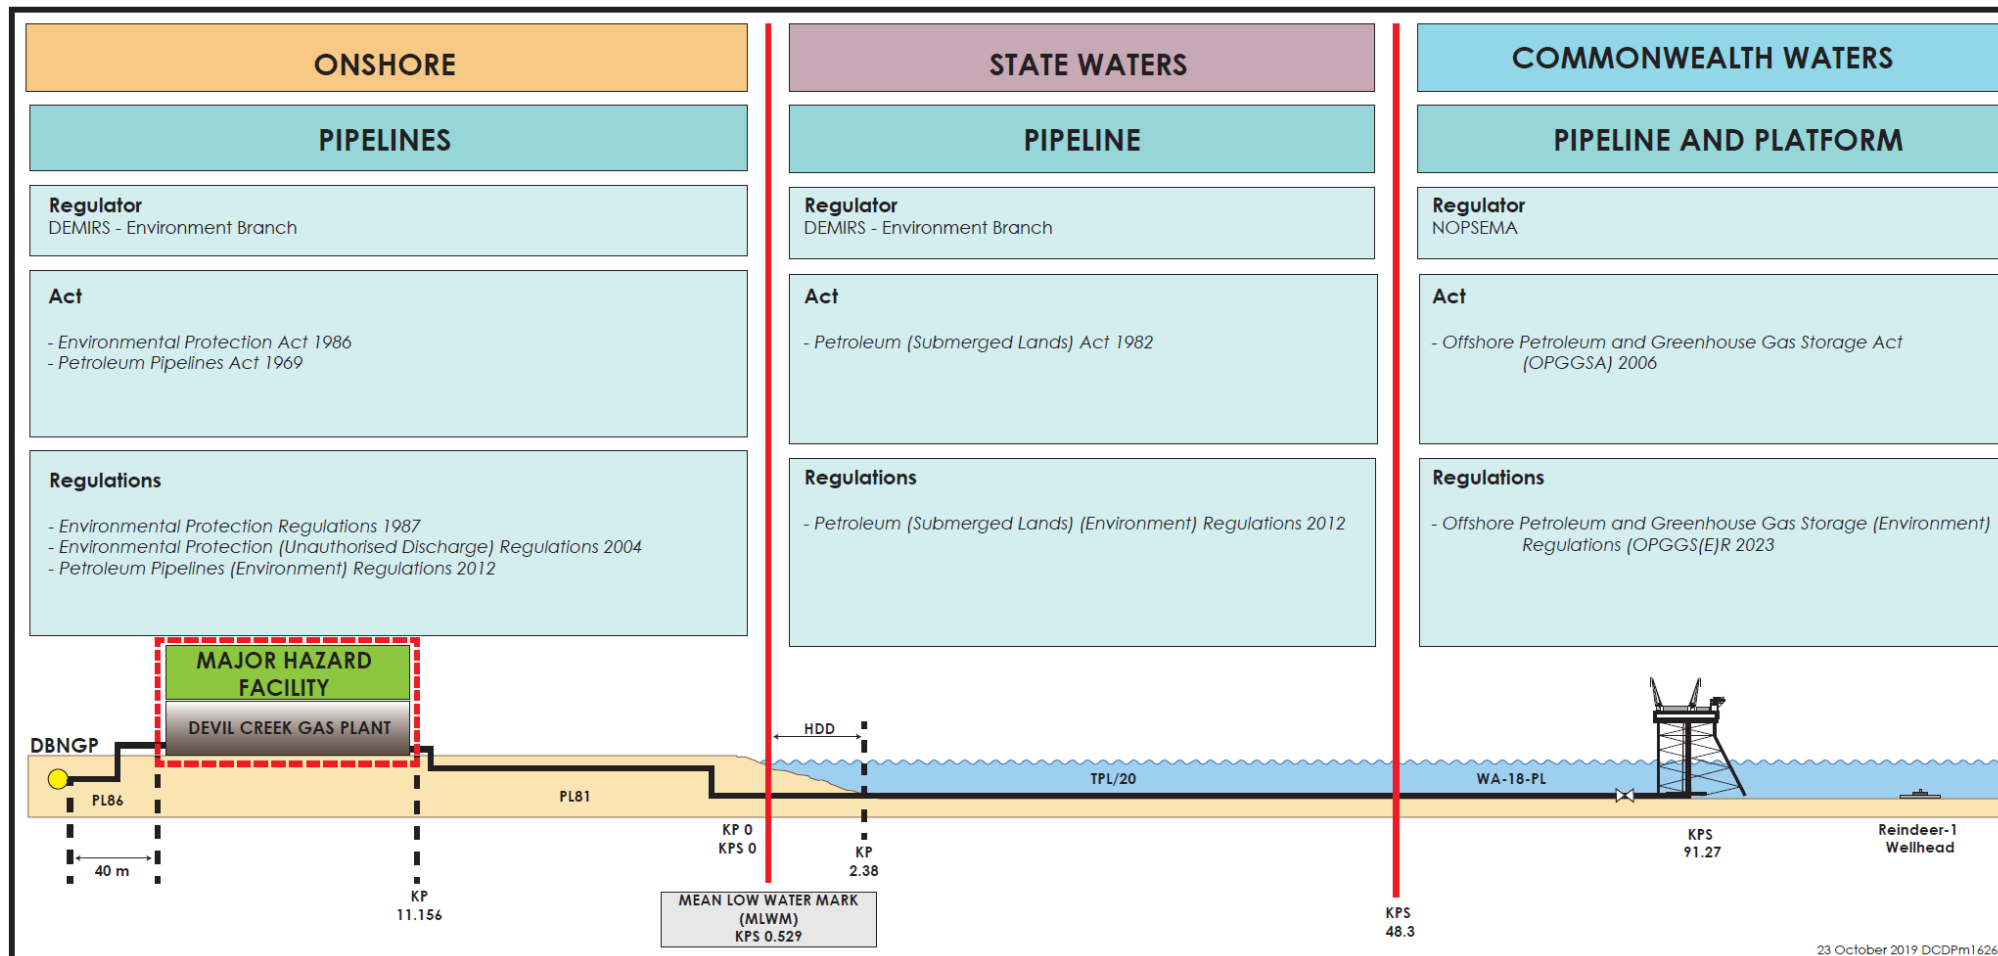 ONSHORE
PIPELINES
Regulator
DEMIRS - Environment Branch
Act
- Environmental Protection Act 1986
- Petroleum Pipelines Act 1969
Regulations
- Environmental Protection Regulations 1987
- Environmental Protection (Unauthorised Discharge) Regulations 2004
- Petroleum Pipelines (Environment) Regulations 2012
STATE WATERS
PIPELINE
Regulator
DEMIRS - Environment Branch
Act
- Petroleum (Submerged Lands) Act 1982
Regulations
- Petroleum (Submerged Lands) (Environment) Regulations 2012
COMMONWEALTH WATERS
PIPELINE AND PLATFORM
Regulator
NOPSEMA
Act
- Offshore Petroleum and Greenhouse Gas Storage Act
(OPGGSA) 2006
Regulations
- Offshore Petroleum and Greenhouse Gas Storage (Environment)
Regulations (OPGGS(E)R 2023
MAJOR HAZARD
FACILITY
DEVIL CREEK GAS PLANT
DBNGP
PL86
40 m
KP
11.156
PL81
KP 0
KPS 0
MEAN LOW WATER MARK
(MLWM)
KPS 0.529
HDD
KP
2.38
TPL/20
KPS
48.3
WA-18-PL
KPS
91.27
Reindeer-1
Wellhead
23 October 2019 DCDPm1626